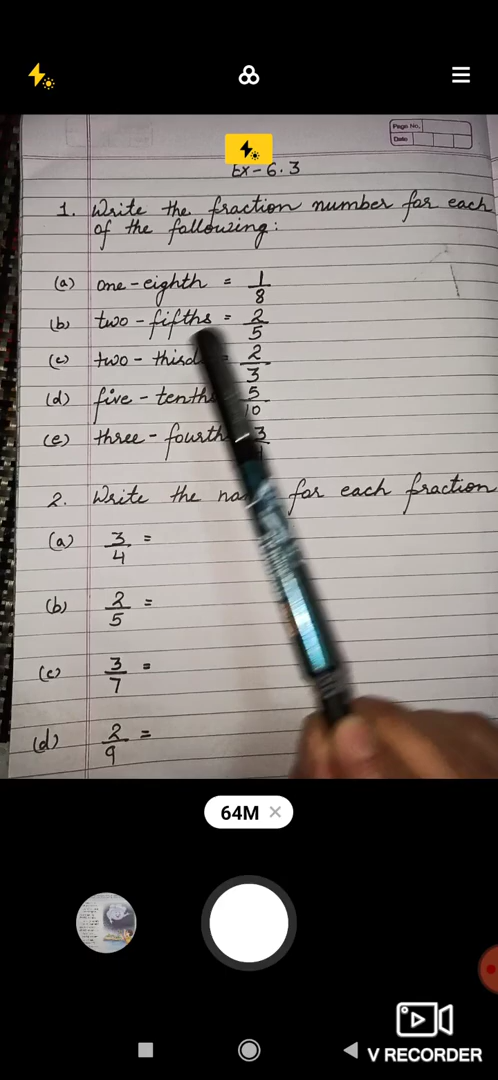 Page No.
Date
Ex-6.3
1. Write the fraction number for each
of the following:
(a) one-eighth = 1/8
(b) two-fifths = 2/5
(c) two-thirds = 2/3
(d) five-tenths = 5/10
(e) three-fourth 3
2. Write the for each fraction
(a) 3/4 =
(b) 2/5 =
(c) 3/7 =
(d) 2/9 =
64M ×
V RECORDER